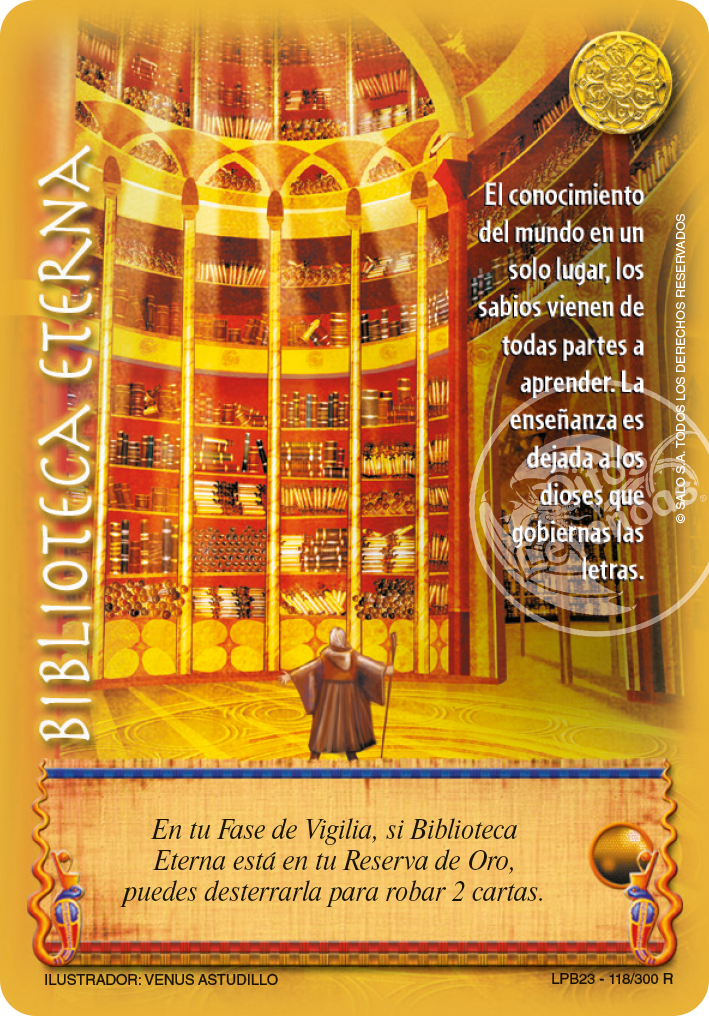 BIBLIOTECA ETERNA
El conocimiento
del mundo en un
solo lugar, los
sabios vienen de
todas partes a
aprender. La
enseñanza es
dejada a los
dioses que
gobiernas las
letras.
© SALO S.A. TODOS LOS DERECHOS RESERVADOS
En tu Fase de Vigilia, si Biblioteca
Eterna está en tu Reserva de Oro,
puedes desterrarla para robar 2 cartas.
ILUSTRADOR: VENUS ASTUDILLO
LPB23 - 118/300 R